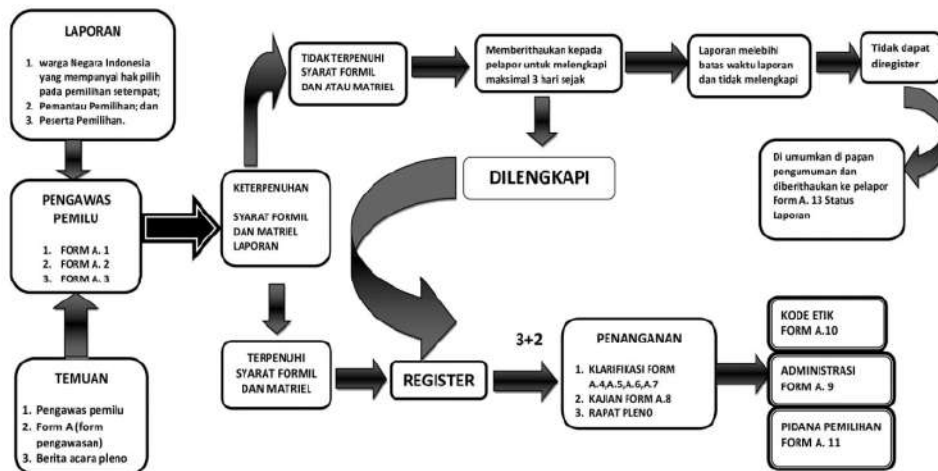 LAPORAN
1. warga Negara Indonesia
yang mempunyai hak pilih
pada pemilihan setempat;
2. Pemantau Pemilihan; dan
3. Peserta Pemilihan.
TIDAK TERPENUHI
SYARAT FORMIL
DAN ATAU MATRIEL
Memberithaukan kepada
pelapor untuk melengkapi
maksimal 3 hari sejak
Laporan melebihi
batas waktu laporan
dan tidak melengkapi
Tidak dapat
diregister
Di umumkan di papan
pengumuman dan
diberithaukan ke pelapor
Form A. 13 Status
Laporan
DILENGKAPI
PENGAWAS
PEMILU
1. FORM A. 1
2. FORM A. 2
3. FORM A. 3
KETERPENUHAN
SYARAT FORMIL
DAN MATRIEL
LAPORAN
TEMUAN
1. Pengawas pemilu
2. Form A (form
pengawasan)
3. Berita acara pleno
TERPENUHI
SYARAT FORMIL
DAN MATRIEL
REGISTER
3+2
PENANGANAN
1. KLARIFIKASI FORM
A.4,A.5,A.6,A.7
2. KAJIAN FORM A.8
3. RAPAT PLENO
KODE ETIK
FORM A.10
ADMINISTRASI
FORM A. 9
PIDANA PEMILIHAN
FORM A. 11